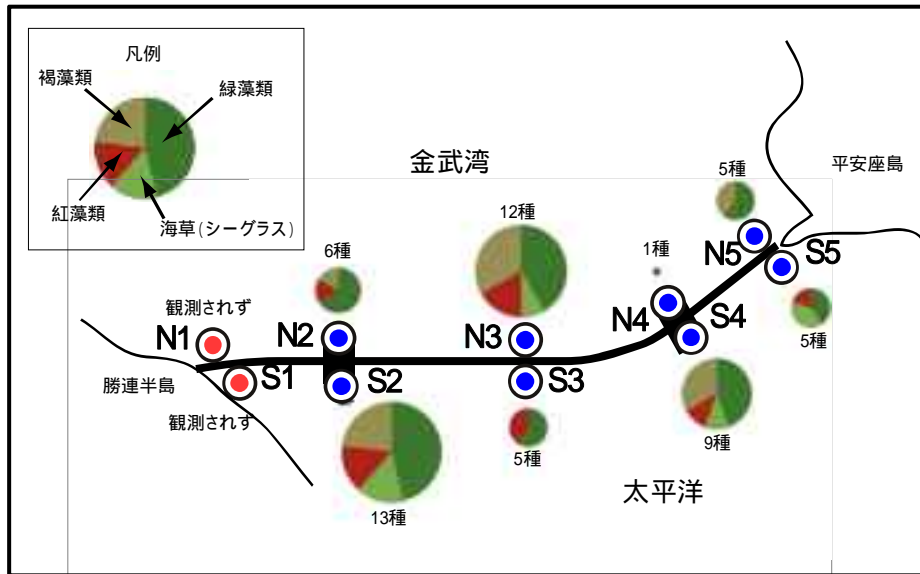 凡例
褐藻類
緑藻類
紅藻類
海草(シーグラス)
金武湾
平安座島
5種
12種
6種
1種
観測されず
N1
N2
N3
N4
N5
S5
S4
S1
S2
S3
5種
勝連半島
観測されず
5種
9種
13種
太平洋